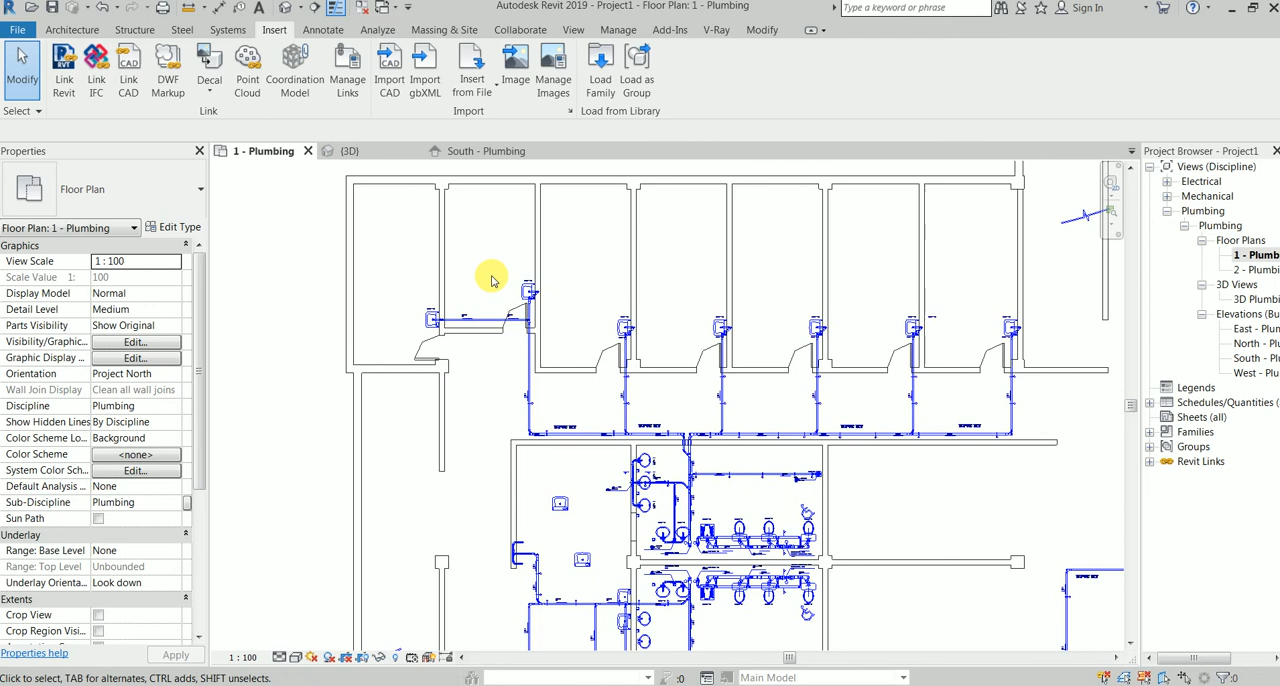 Autodesk Revit 2019 - Project1 - Floor Plan: 1 - Plumbing
Type a keyword or phrase
Sign In
File Architecture Structure Steel Systems Insert Annotate Analyze Massing & Site Collaborate View Manage Add-Ins V-Ray Modify
Modify
Link Revit
Link IFC
Link CAD
DWF Markup
Decal
Point Cloud
Coordination Model
Manage Links
Import CAD
Import gbXML
Insert from File
Image
Manage Images
Load Family
Load as Group
Select
Link
Import
Load from Library
Properties
1 - Plumbing
{3D}
South - Plumbing
Project Browser - Project1
Floor Plan
Floor Plan: 1 - Plumbing
Edit Type
Graphics
View Scale 1 : 100
Scale Value 1: 100
Display Model Normal
Detail Level Medium
Parts Visibility Show Original
Visibility/Graphic... Edit...
Graphic Display ... Edit...
Orientation Project North
Wall Join Display Clean all wall joins
Discipline Plumbing
Show Hidden Lines By Discipline
Color Scheme Lo... Background
Color Scheme <none>
System Color Sch... Edit...
Default Analysis ... None
Sub-Discipline Plumbing
Sun Path
Underlay
Range: Base Level None
Range: Top Level Unbounded
Underlay Orienta... Look down
Extents
Crop View
Crop Region Visi...
Properties help
Apply
Views (Discipline)
Electrical
Mechanical
Plumbing
Plumbing
Floor Plans
1 - Plumb
2 - Plumbi
3D Views
3D Plumbi
Elevations (Bu
East - Plu
North - Pl
South - Pl
West - Plu
Legends
Schedules/Quantities (
Sheets (all)
Families
Groups
Revit Links
1 : 100
Click to select, TAB for alternates, CTRL adds, SHIFT unselects.
:0
Main Model
:0